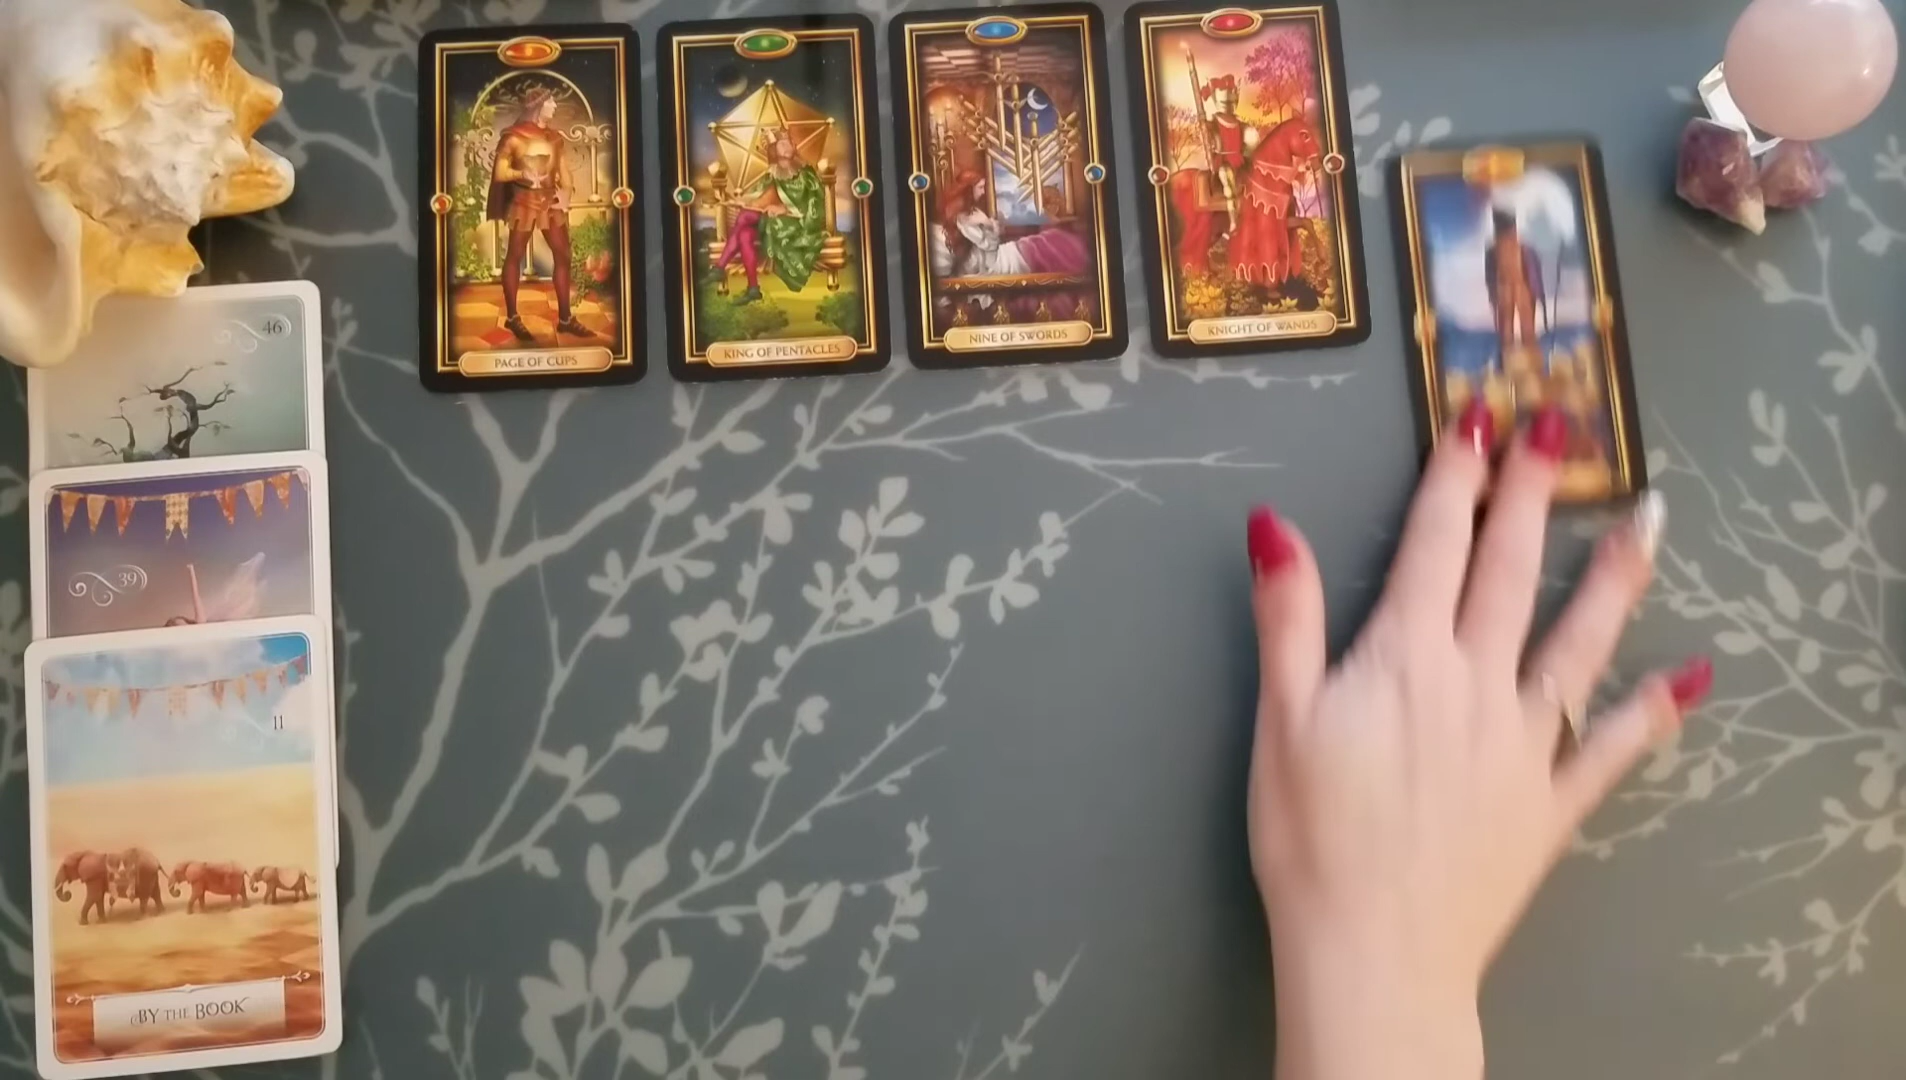 PAGE OF CUPS
KING OF PENTACLES
NINE OF SWORDS
KNIGHT OF WANDS
46
39
11
BY THE BOOK